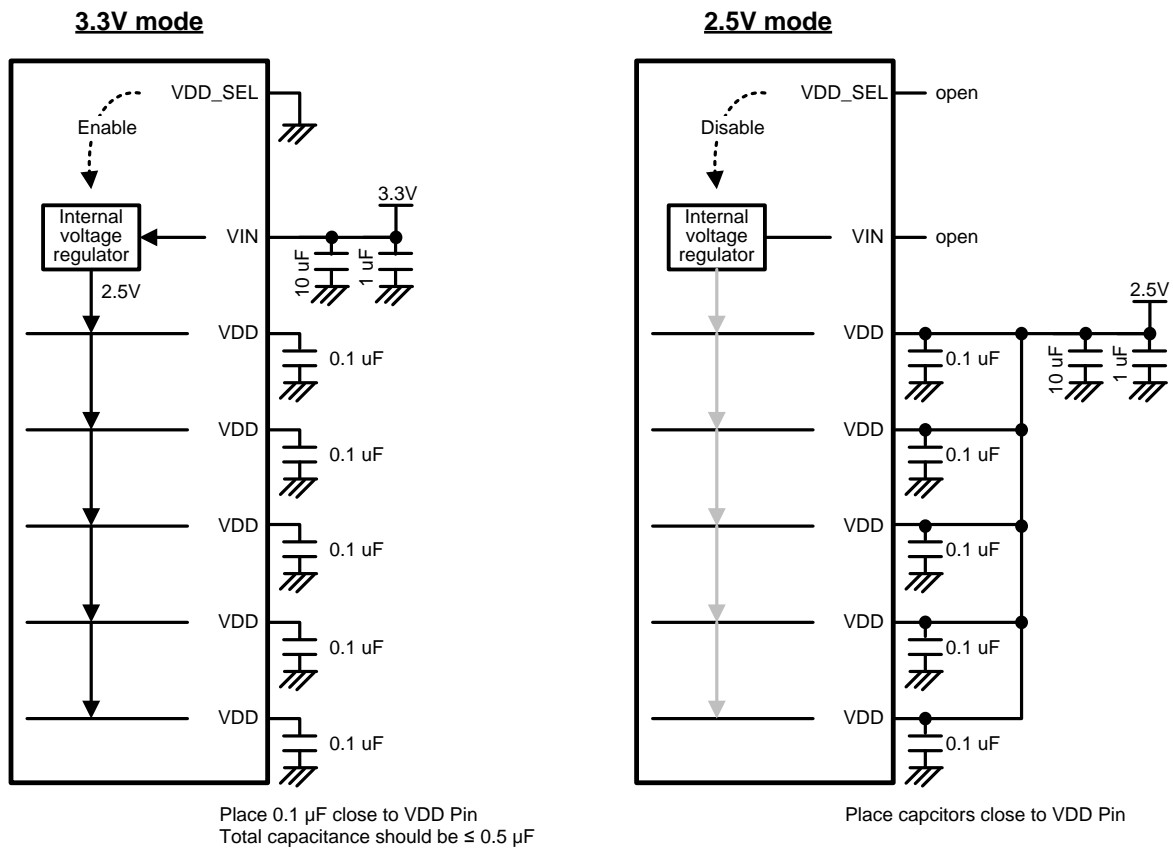 3.3V mode
VDD_SEL
Enable
3.3V
Internal
voltage
regulator
VIN
10 uF
1 uF
2.5V
VDD
0.1 uF
VDD
0.1 uF
VDD
0.1 uF
VDD
0.1 uF
VDD
0.1 uF
Place 0.1 µF close to VDD Pin
Total capacitance should be ≤ 0.5 µF
2.5V mode
VDD_SEL
open
Disable
Internal
voltage
regulator
VIN
open
2.5V
VDD
0.1 uF
10 uF
1 uF
VDD
0.1 uF
VDD
0.1 uF
VDD
0.1 uF
VDD
0.1 uF
Place capcitors close to VDD Pin